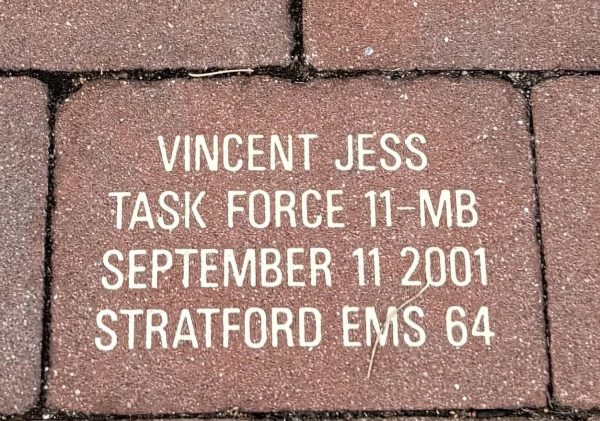 VINCENT JESS
TASK FORCE 11-MB
SEPTEMBER 11 2001
STRATFORD EMS 64